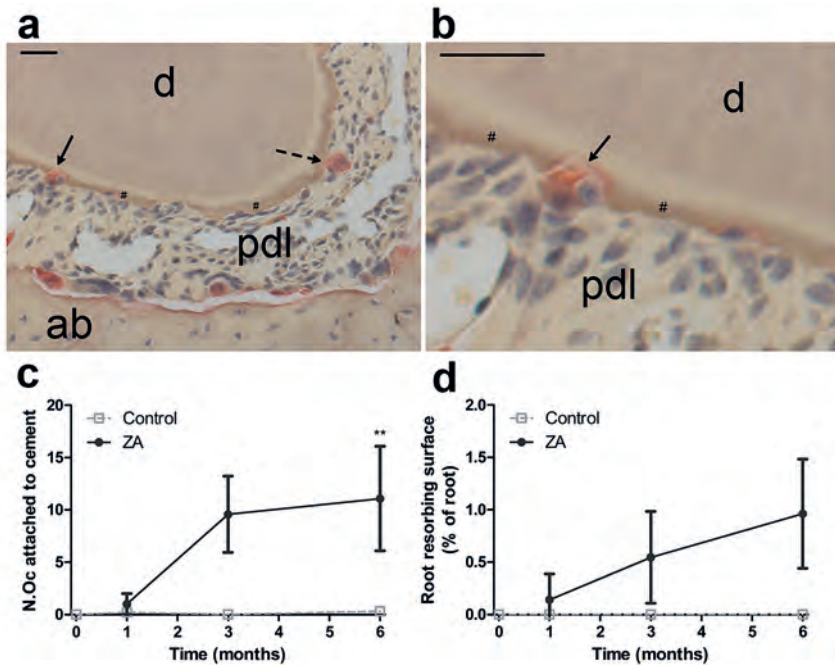 a
b
d
#
#
pdl
ab
d
#
#
pdl
c
d
20
15
10
5
0
N.Oc attached to cement
Control
ZA
**
0
1
2
3
4
5
6
Time (months)
2.0
1.5
1.0
0.5
0.0
Root resorbing surface
(% of root)
Control
ZA
0
1
2
3
4
5
6
Time (months)